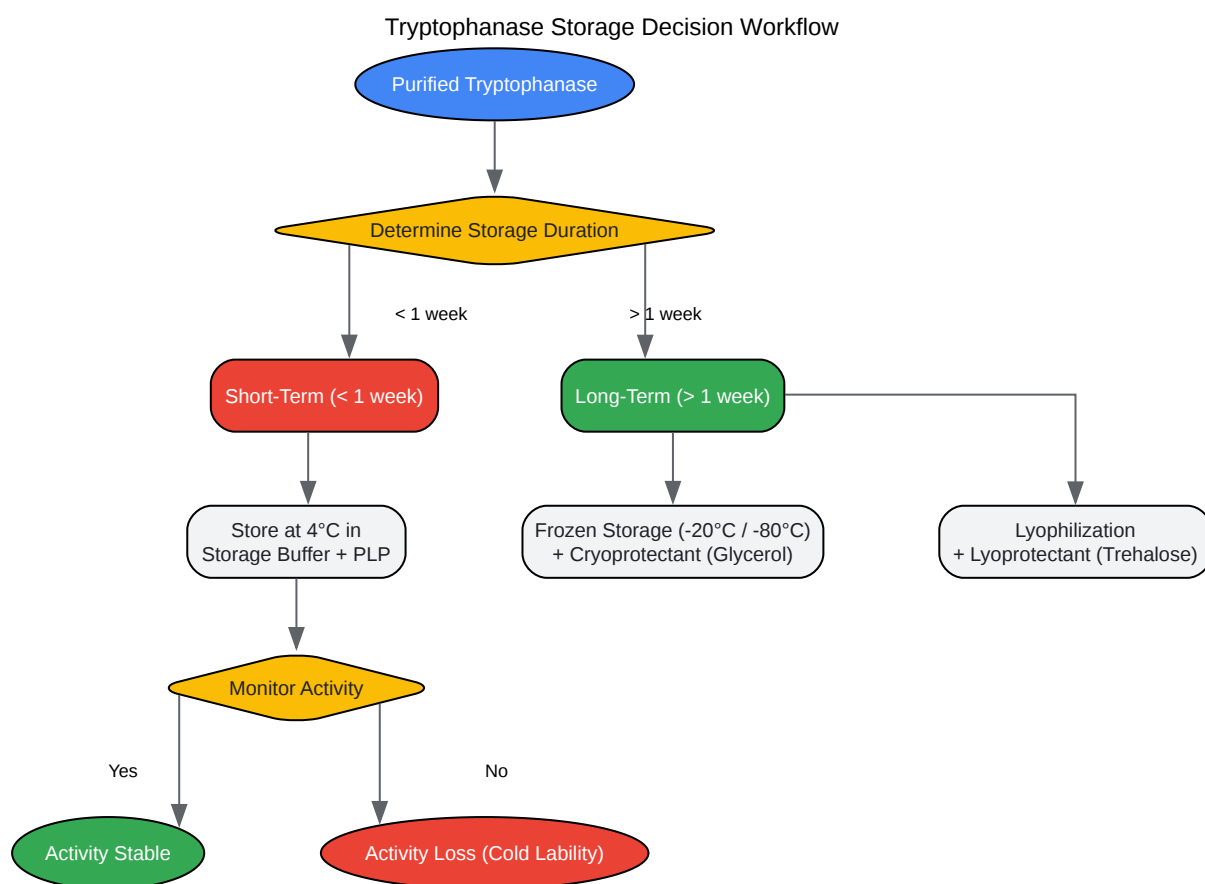 Tryptophanase Storage Decision Workflow
Purified Tryptophanase
Determine Storage Duration
< 1 week
> 1 week
Short-Term (< 1 week)
Long-Term (> 1 week)
Store at 4°C in
Storage Buffer + PLP
Frozen Storage (-20°C / -80°C)
+ Cryoprotectant (Glycerol)
Lyophilization
+ Lyoprotectant (Trehalose)
Monitor Activity
Yes
No
Activity Stable
Activity Loss (Cold Lability)